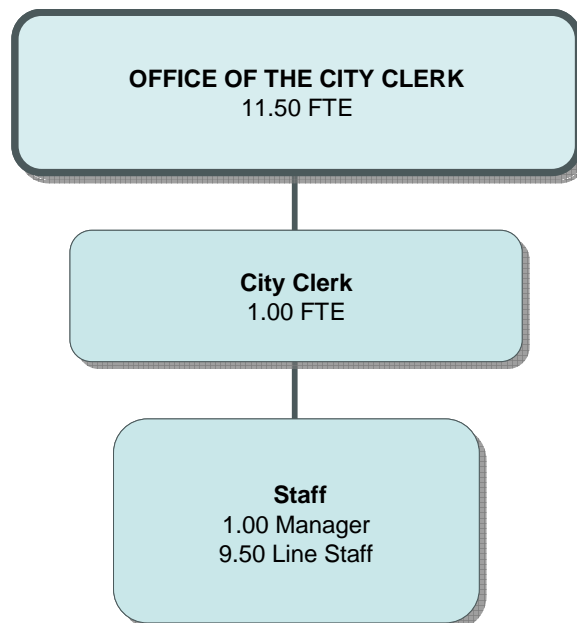 OFFICE OF THE CITY CLERK
11.50 FTE
City Clerk
1.00 FTE
Staff
1.00 Manager
9.50 Line Staff